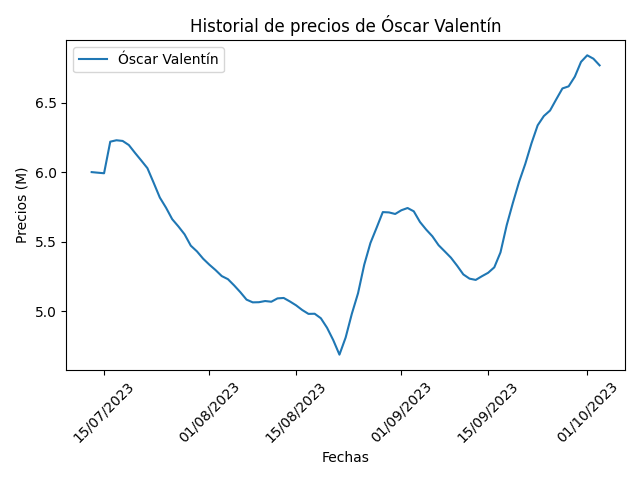 Historial de precios de Óscar Valentín
Óscar Valentín
Precios (M)
6.5
6.0
5.5
5.0
15/07/2023
01/08/2023
15/08/2023
01/09/2023
15/09/2023
01/10/2023
Fechas